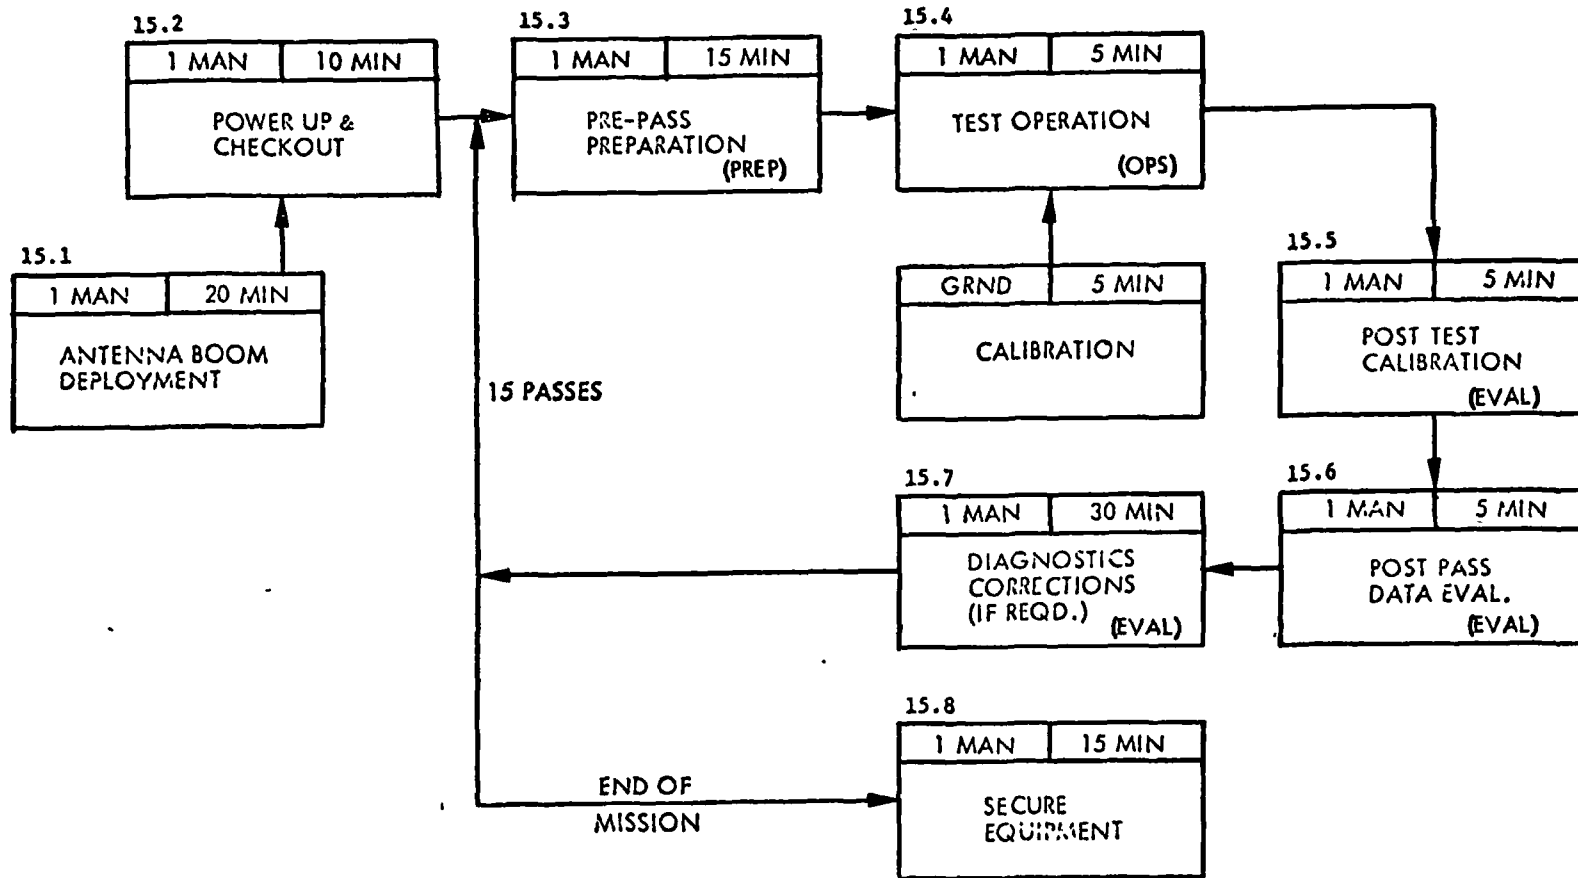 15.2
1 MAN 10 MIN
POWER UP &
CHECKOUT
15.3
1 MAN 15 MIN
PRE-PASS
PREPARATION
(PREP)
15.4
1 MAN 5 MIN
TEST OPERATION
(OPS)
15.1
1 MAN 20 MIN
ANTENNA BOOM
DEPLOYMENT
GRND 5 MIN
CALIBRATION
15.5
1 MAN 5 MIN
POST TEST
CALIBRATION
(EVAL)
15 PASSES
15.6
1 MAN 5 MIN
POST PASS
DATA EVAL.
(EVAL)
15.7
1 MAN 30 MIN
DIAGNOSTICS
CORRECTIONS
(IF REQD.)
(EVAL)
15.8
1 MAN 15 MIN
SECURE
EQUIPMENT
END OF
MISSION